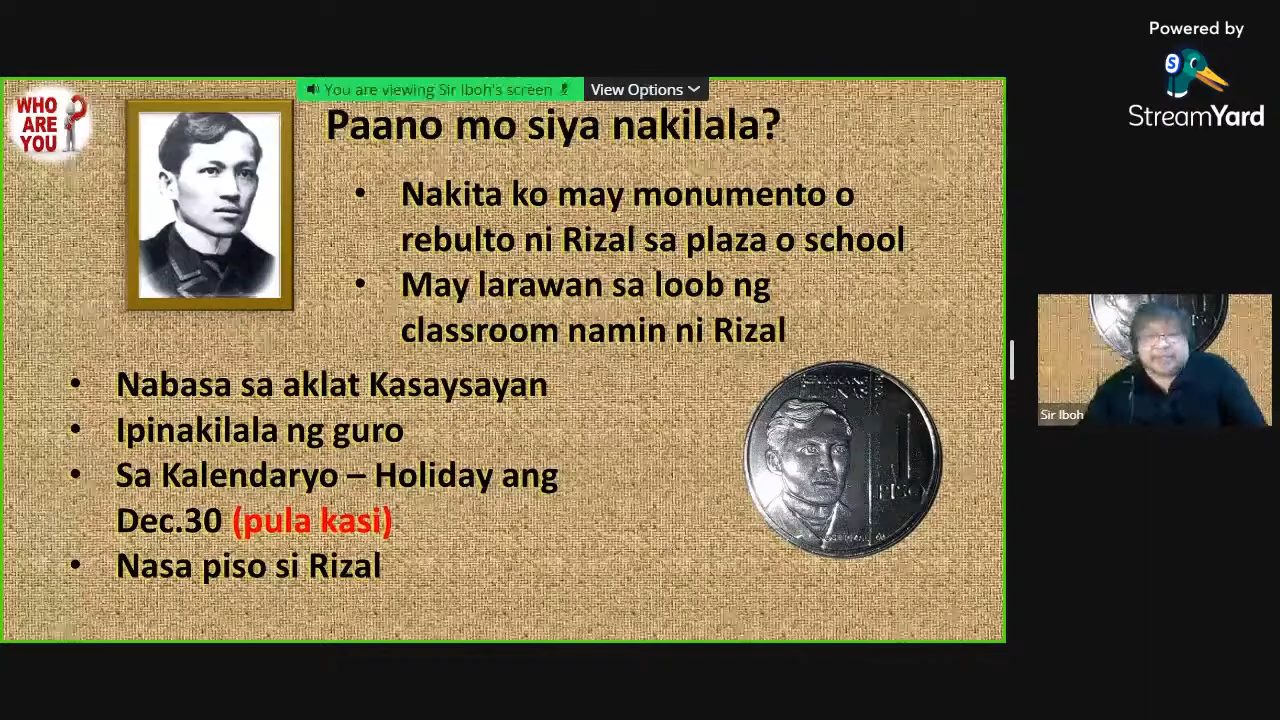 Powered by
StreamYard
You are viewing Sir Iboh's screen
View Options
WHO
ARE
YOU
Paano mo siya nakilala?
• Nakita ko may monumento o
rebulto ni Rizal sa plaza o school
• May larawan sa loob ng
classroom namin ni Rizal
• Nabasa sa aklat Kasaysayan
• Ipinakilala ng guro
• Sa Kalendaryo – Holiday ang
Dec.30 (pula kasi)
• Nasa piso si Rizal
1
PISO
Sir Iboh